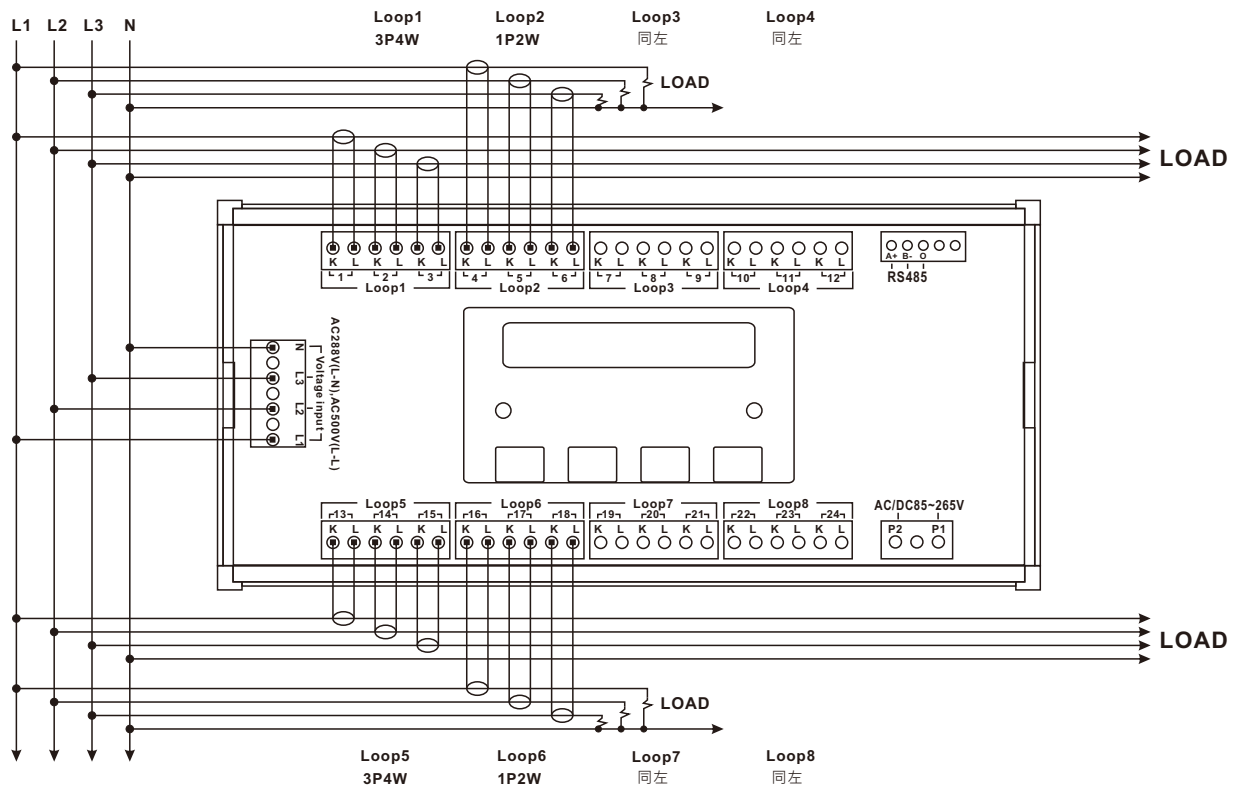 L1 L2 L3 N
Loop1 Loop2 Loop3 Loop4
3P4W 1P2W 同左 同左
LOAD
LOAD
K L K L K L K L K L K L K L K L K L K L K L K L
1 2 3 4 5 6 7 8 9 10 11 12
Loop1 Loop2 Loop3 Loop4
A+ B- O
RS485
N L3 L2 L1
Voltage input
AC288V(L-N),AC500V(L-L)
Loop5 Loop6 Loop7 Loop8
13 14 15 16 17 18 19 20 21 22 23 24
K L K L K L K L K L K L K L K L K L K L K L K L
AC/DC85~265V
P2 P1
LOAD
LOAD
Loop5 Loop6 Loop7 Loop8
3P4W 1P2W 同左 同左